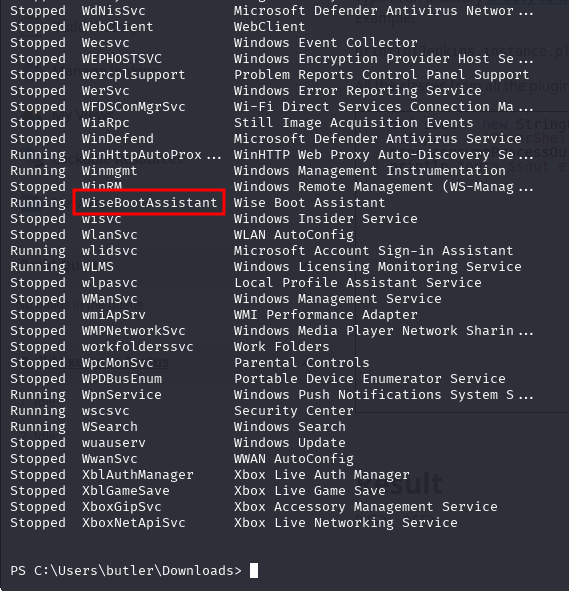 Stopped WdNisSvc Microsoft Defender Antivirus Networ...
Stopped WebClient WebClient
Stopped Wecsvc Windows Event Collector
Stopped WEPHOSTSVC Windows Encryption Provider Host Se...
Stopped wercplsupport Problem Reports Control Panel Support
Stopped WerSvc Windows Error Reporting Service
Stopped WFDSConMgrSvc Wi-Fi Direct Services Connection Ma...
Stopped WiaRpc Still Image Acquisition Events
Stopped WinDefend Microsoft Defender Antivirus Service
Running WinHttpAutoProx... WinHTTP Web Proxy Auto-Discovery Se...
Running Winmgmt Windows Management Instrumentation
Stopped WinRM Windows Remote Management (WS-Manag...
Running WiseBootAssistant Wise Boot Assistant
Stopped wisvc Windows Insider Service
Stopped WlanSvc WLAN AutoConfig
Running wlidsvc Microsoft Account Sign-in Assistant
Running WLMS Windows Licensing Monitoring Service
Stopped wlpasvc Local Profile Assistant Service
Stopped WManSvc Windows Management Service
Stopped wmiApSrv WMI Performance Adapter
Stopped WMPNetworkSvc Windows Media Player Network Sharin...
Stopped workfolderssvc Work Folders
Stopped WpcMonSvc Parental Controls
Stopped WPDBusEnum Portable Device Enumerator Service
Running WpnService Windows Push Notifications System S...
Running wscsvc Security Center
Running WSearch Windows Search
Stopped wuauserv Windows Update
Stopped WwanSvc WWAN AutoConfig
Stopped XblAuthManager Xbox Live Auth Manager
Stopped XblGameSave Xbox Live Game Save
Stopped XboxGipSvc Xbox Accessory Management Service
Stopped XboxNetApiSvc Xbox Live Networking Service
PS C:\Users\butler\Downloads>